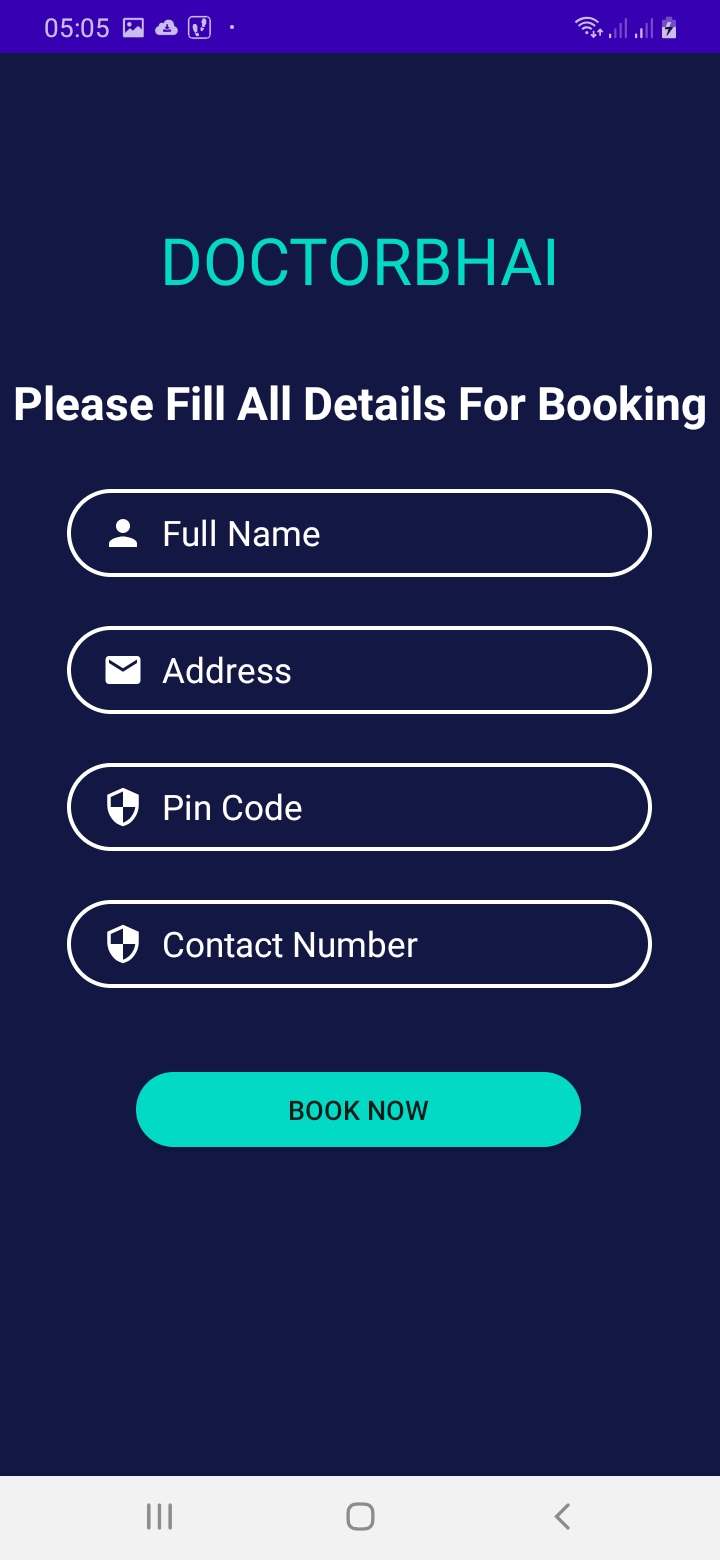 05:05
DOCTORBHAI
Please Fill All Details For Booking
Full Name
Address
Pin Code
Contact Number
BOOK NOW